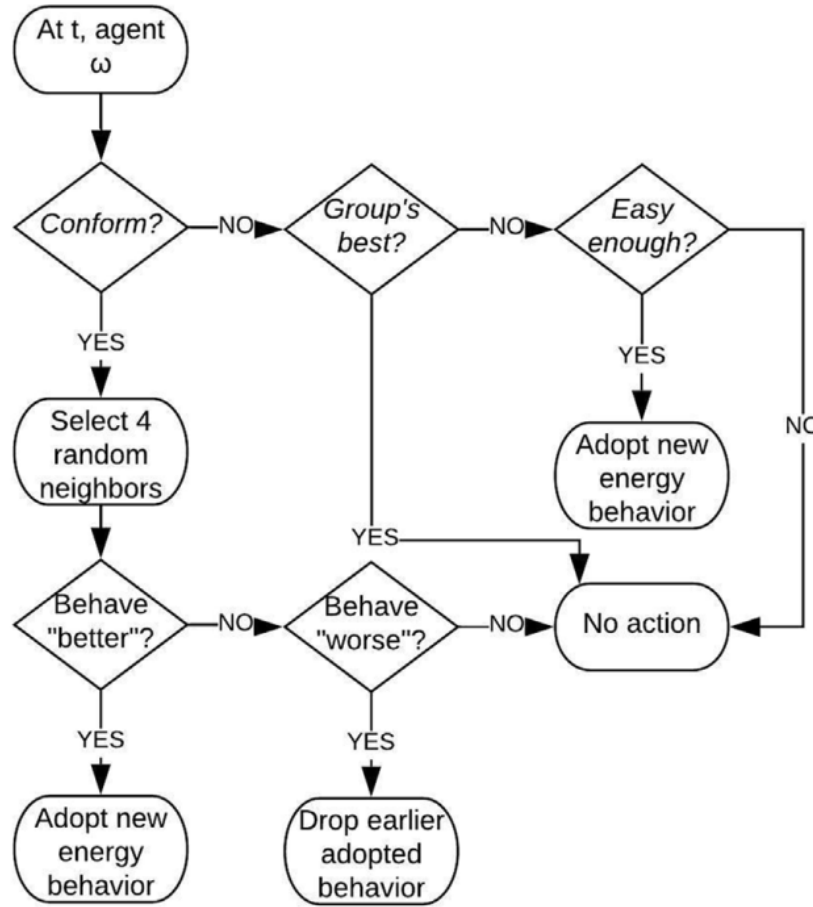 At t, agent
ω
Conform?
NO
Group's
best?
NO
Easy
enough?
YES
YES
NO
Select 4
random
neighbors
Adopt new
energy
behavior
YES
Behave
"better"?
NO
Behave
"worse"?
NO
No action
YES
YES
Adopt new
energy
behavior
Drop earlier
adopted
behavior